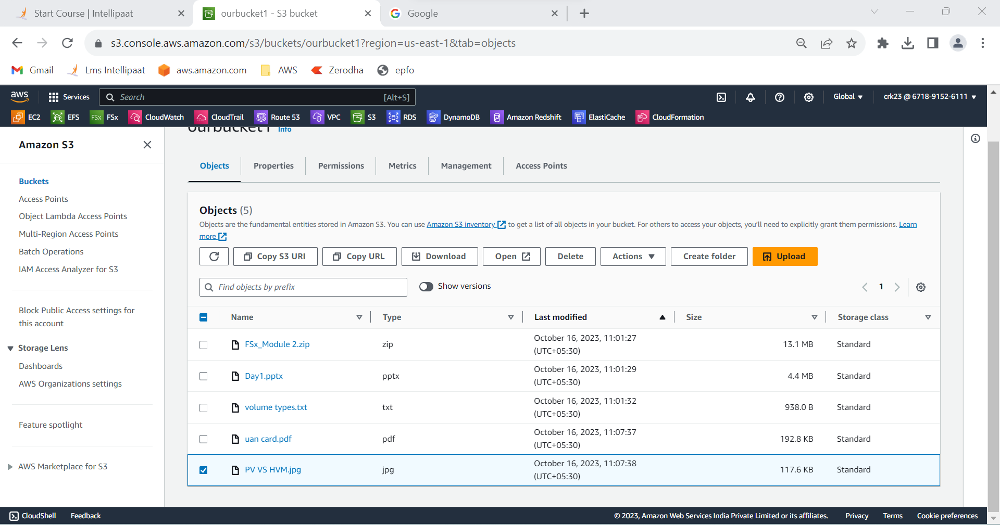 Start Course | Intellipaat
ourbucket1 - S3 bucket
Google
s3.console.aws.amazon.com/s3/buckets/ourbucket1?region=us-east-1&tab=objects
Gmail
Lms Intellipaat
aws.amazon.com
AWS
Zerodha
epfo
aws
Services
Search
[Alt+S]
Global
crk23 @ 6718-9152-6111
EC2
EFS
FSx
FSx
CloudWatch
CloudTrail
Route 53
VPC
S3
RDS
DynamoDB
Amazon Redshift
ElastiCache
CloudFormation
Amazon S3
Buckets
Access Points
Object Lambda Access Points
Multi-Region Access Points
Batch Operations
IAM Access Analyzer for S3
Block Public Access settings for
this account
Storage Lens
Dashboards
AWS Organizations settings
Feature spotlight
AWS Marketplace for S3
ourbucket1 Info
Objects
Properties
Permissions
Metrics
Management
Access Points
Objects (5)
Objects are the fundamental entities stored in Amazon S3. You can use Amazon S3 inventory to get a list of all objects in your bucket. For others to access your objects, you'll need to explicitly grant them permissions. Learn
more
Copy S3 URI
Copy URL
Download
Open
Delete
Actions
Create folder
Upload
Find objects by prefix
Show versions
1
Name
Type
Last modified
Size
Storage class
FSx_Module 2.zip
zip
October 16, 2023, 11:01:27
(UTC+05:30)
13.1 MB
Standard
Day1.pptx
pptx
October 16, 2023, 11:01:29
(UTC+05:30)
4.4 MB
Standard
volume types.txt
txt
October 16, 2023, 11:01:32
(UTC+05:30)
938.0 B
Standard
uan card.pdf
pdf
October 16, 2023, 11:07:37
(UTC+05:30)
192.8 KB
Standard
PV VS HVM.jpg
jpg
October 16, 2023, 11:07:38
(UTC+05:30)
117.6 KB
Standard
CloudShell
Feedback
© 2023, Amazon Web Services India Private Limited or its affiliates.
Privacy
Terms
Cookie preferences